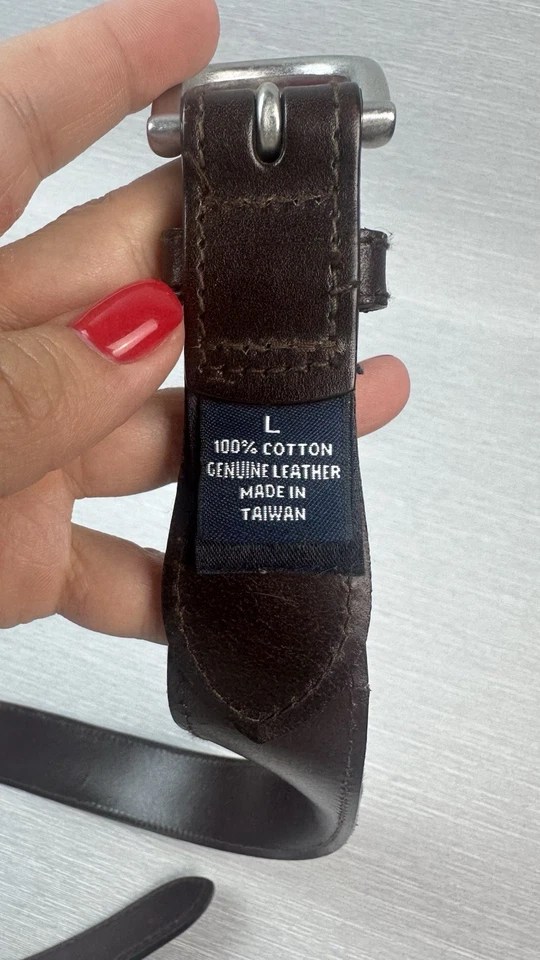 L
100% COTTON
GENUINE LEATHER
MADE IN
TAIWAN